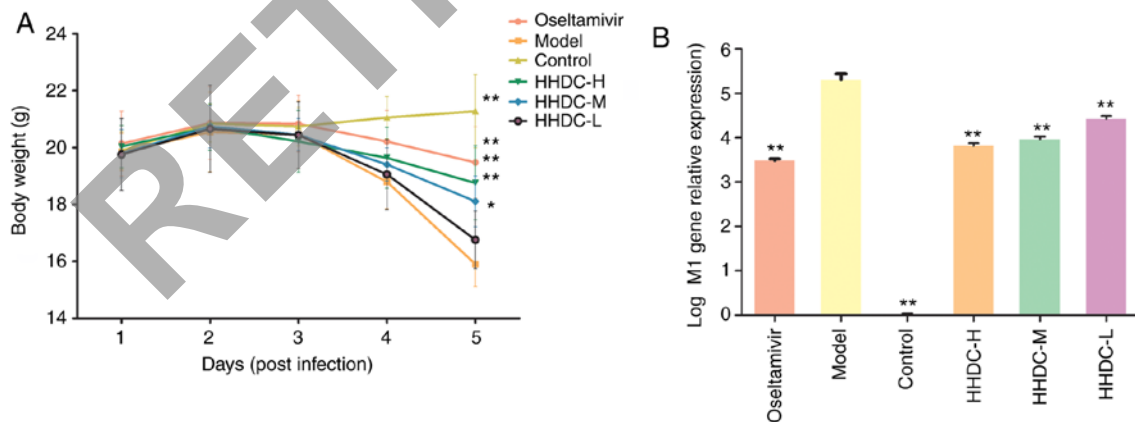 A
Body weight (g)
24
22
20
18
16
14
1 2 3 4 5
Days (post infection)
Oseltamivir
Model
Control
HHDC-H
HHDC-M
HHDC-L
**
**
**
**
*
RET
B
Log M1 gene relative expression)
6
5
4
3
2
1
0
**
**
**
**
**
Oseltamivir
Model
Control
HHDC-H
HHDC-M
HHDC-L